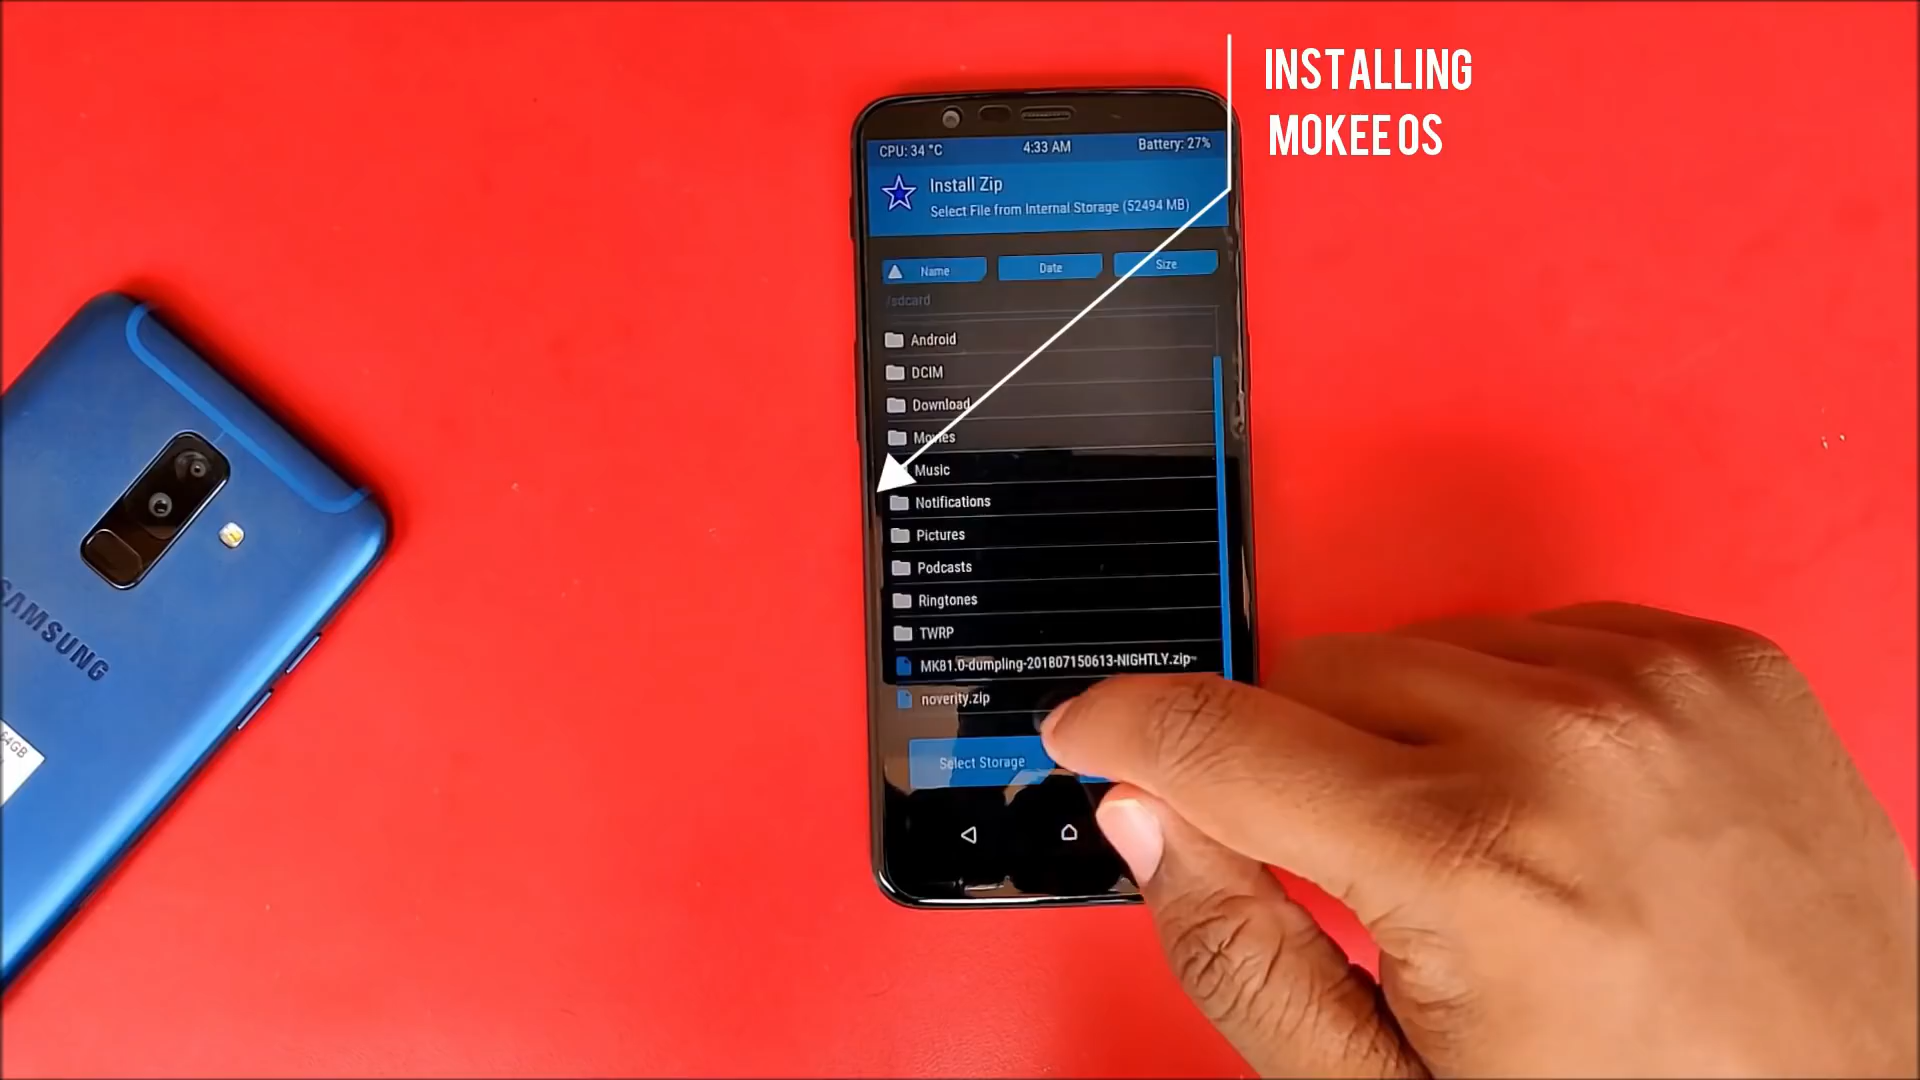 INSTALLING
MOKEE OS
CPU: 34 °C 4:33 AM Battery: 27%
Install Zip
Select File from Internal Storage (52494 MB)
Name Date Size
/sdcard
Android
DCIM
Download
Movies
Music
Notifications
Pictures
Podcasts
Ringtones
TWRP
MK81.0-dumpling-201807150613-NIGHTLY.zip
noverity.zip
Select Storage
SAMSUNG
64GB